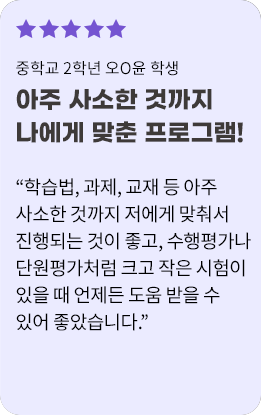 중학교 2학년 오O윤 학생
아주 사소한 것까지
나에게 맞춘 프로그램!
“학습법, 과제, 교재 등 아주
사소한 것까지 저에게 맞춰서
진행되는 것이 좋고, 수행평가나
단원평가처럼 크고 작은 시험이
있을 때 언제든 도움 받을 수
있어 좋았습니다.”